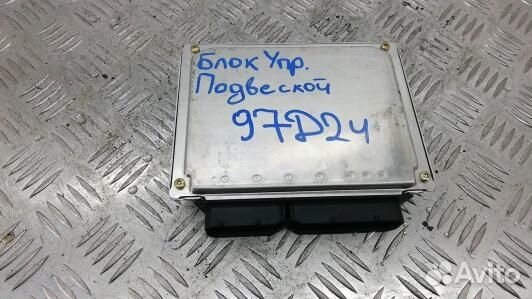 Блок Упр.
Подвеской
97D24
Avito